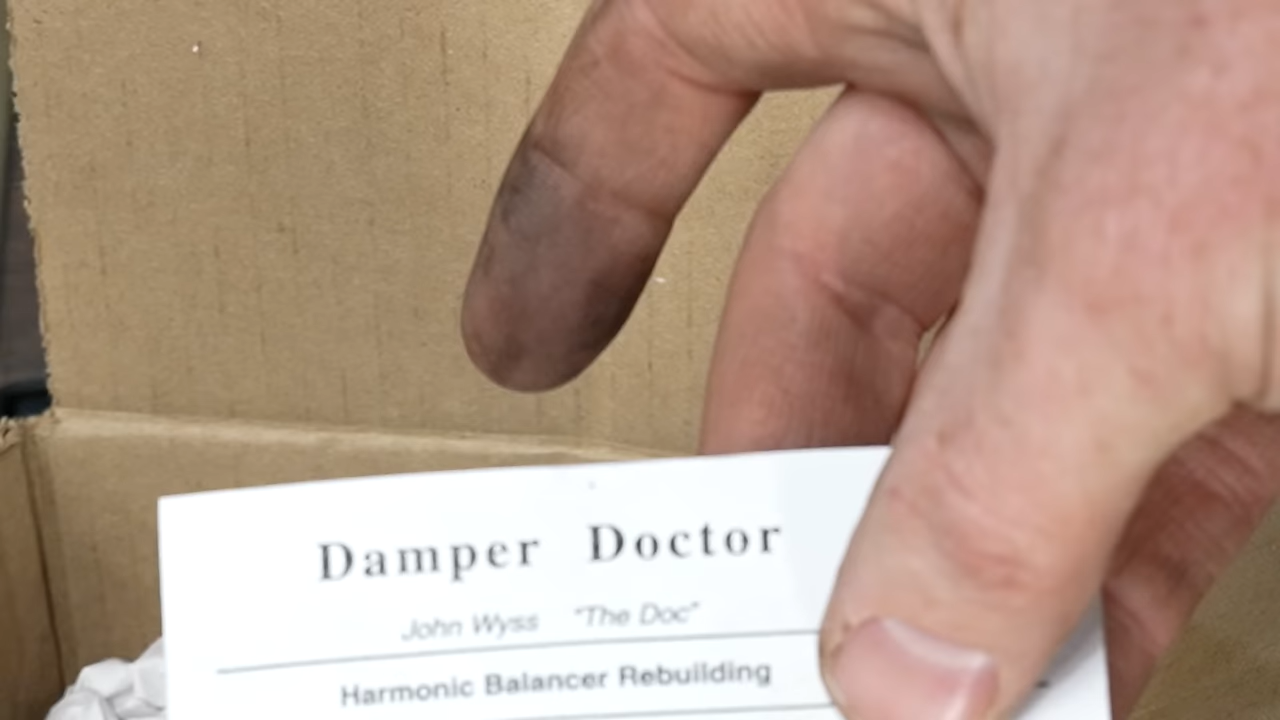 Damper Doctor
John Wyss "The Doc"
Harmonic Balancer Rebuilding